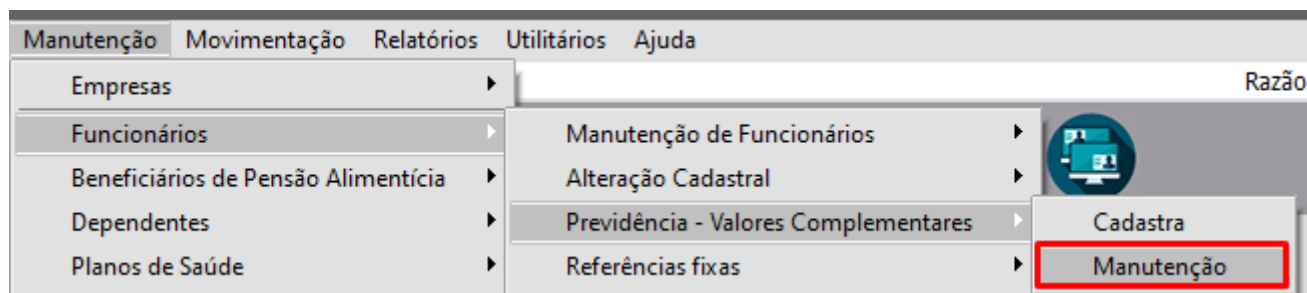 Manutenção Movimentação Relatórios Utilitários Ajuda
Empresas
Razão
Funcionários
Manutenção de Funcionários
Beneficiários de Pensão Alimentícia
Alteração Cadastral
Dependentes
Previdência - Valores Complementares
Cadastra
Planos de Saúde
Referências fixas
Manutenção